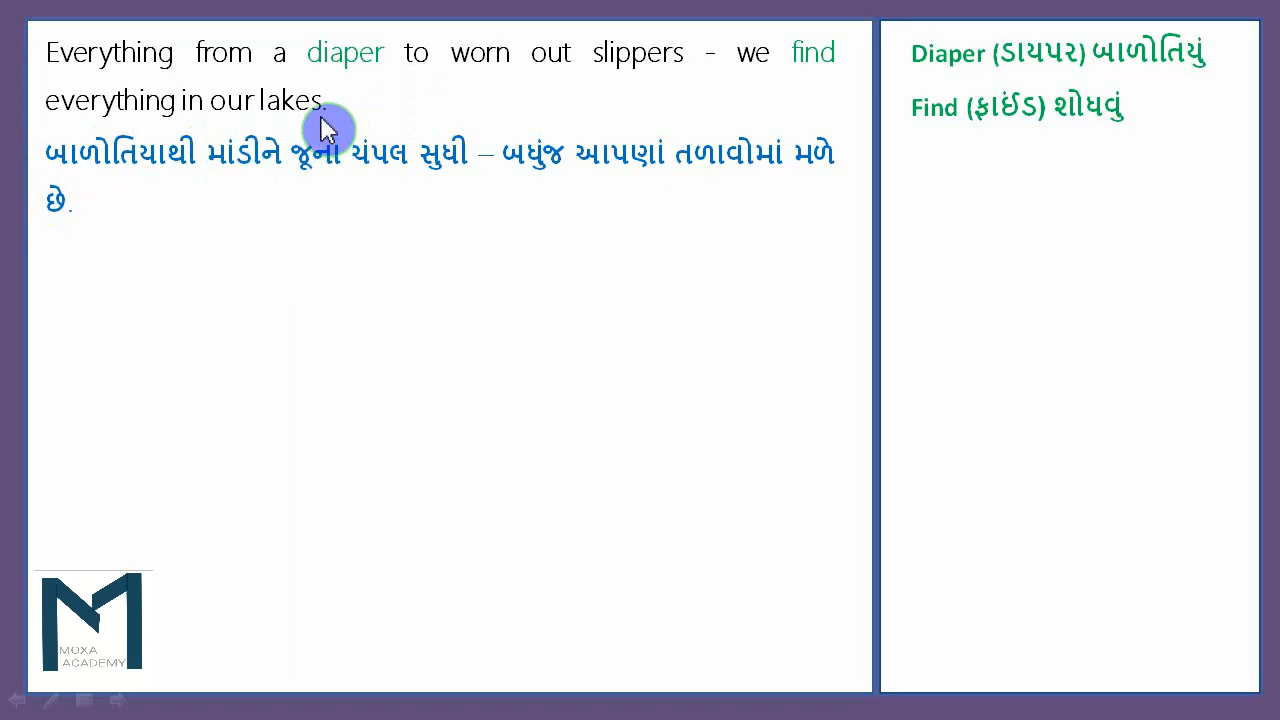 Everything from a diaper to worn out slippers - we find
everything in our lakes.
બાળોતિયાથી માંડીને જૂના ચંપલ સુધી – બધુંજ આપણાં તળાવોમાં મળે
છે.
Diaper (ડાયપર) બાળોતિયું
Find (ફાઈંડ) શોધવું
MOXA
ACADEMY